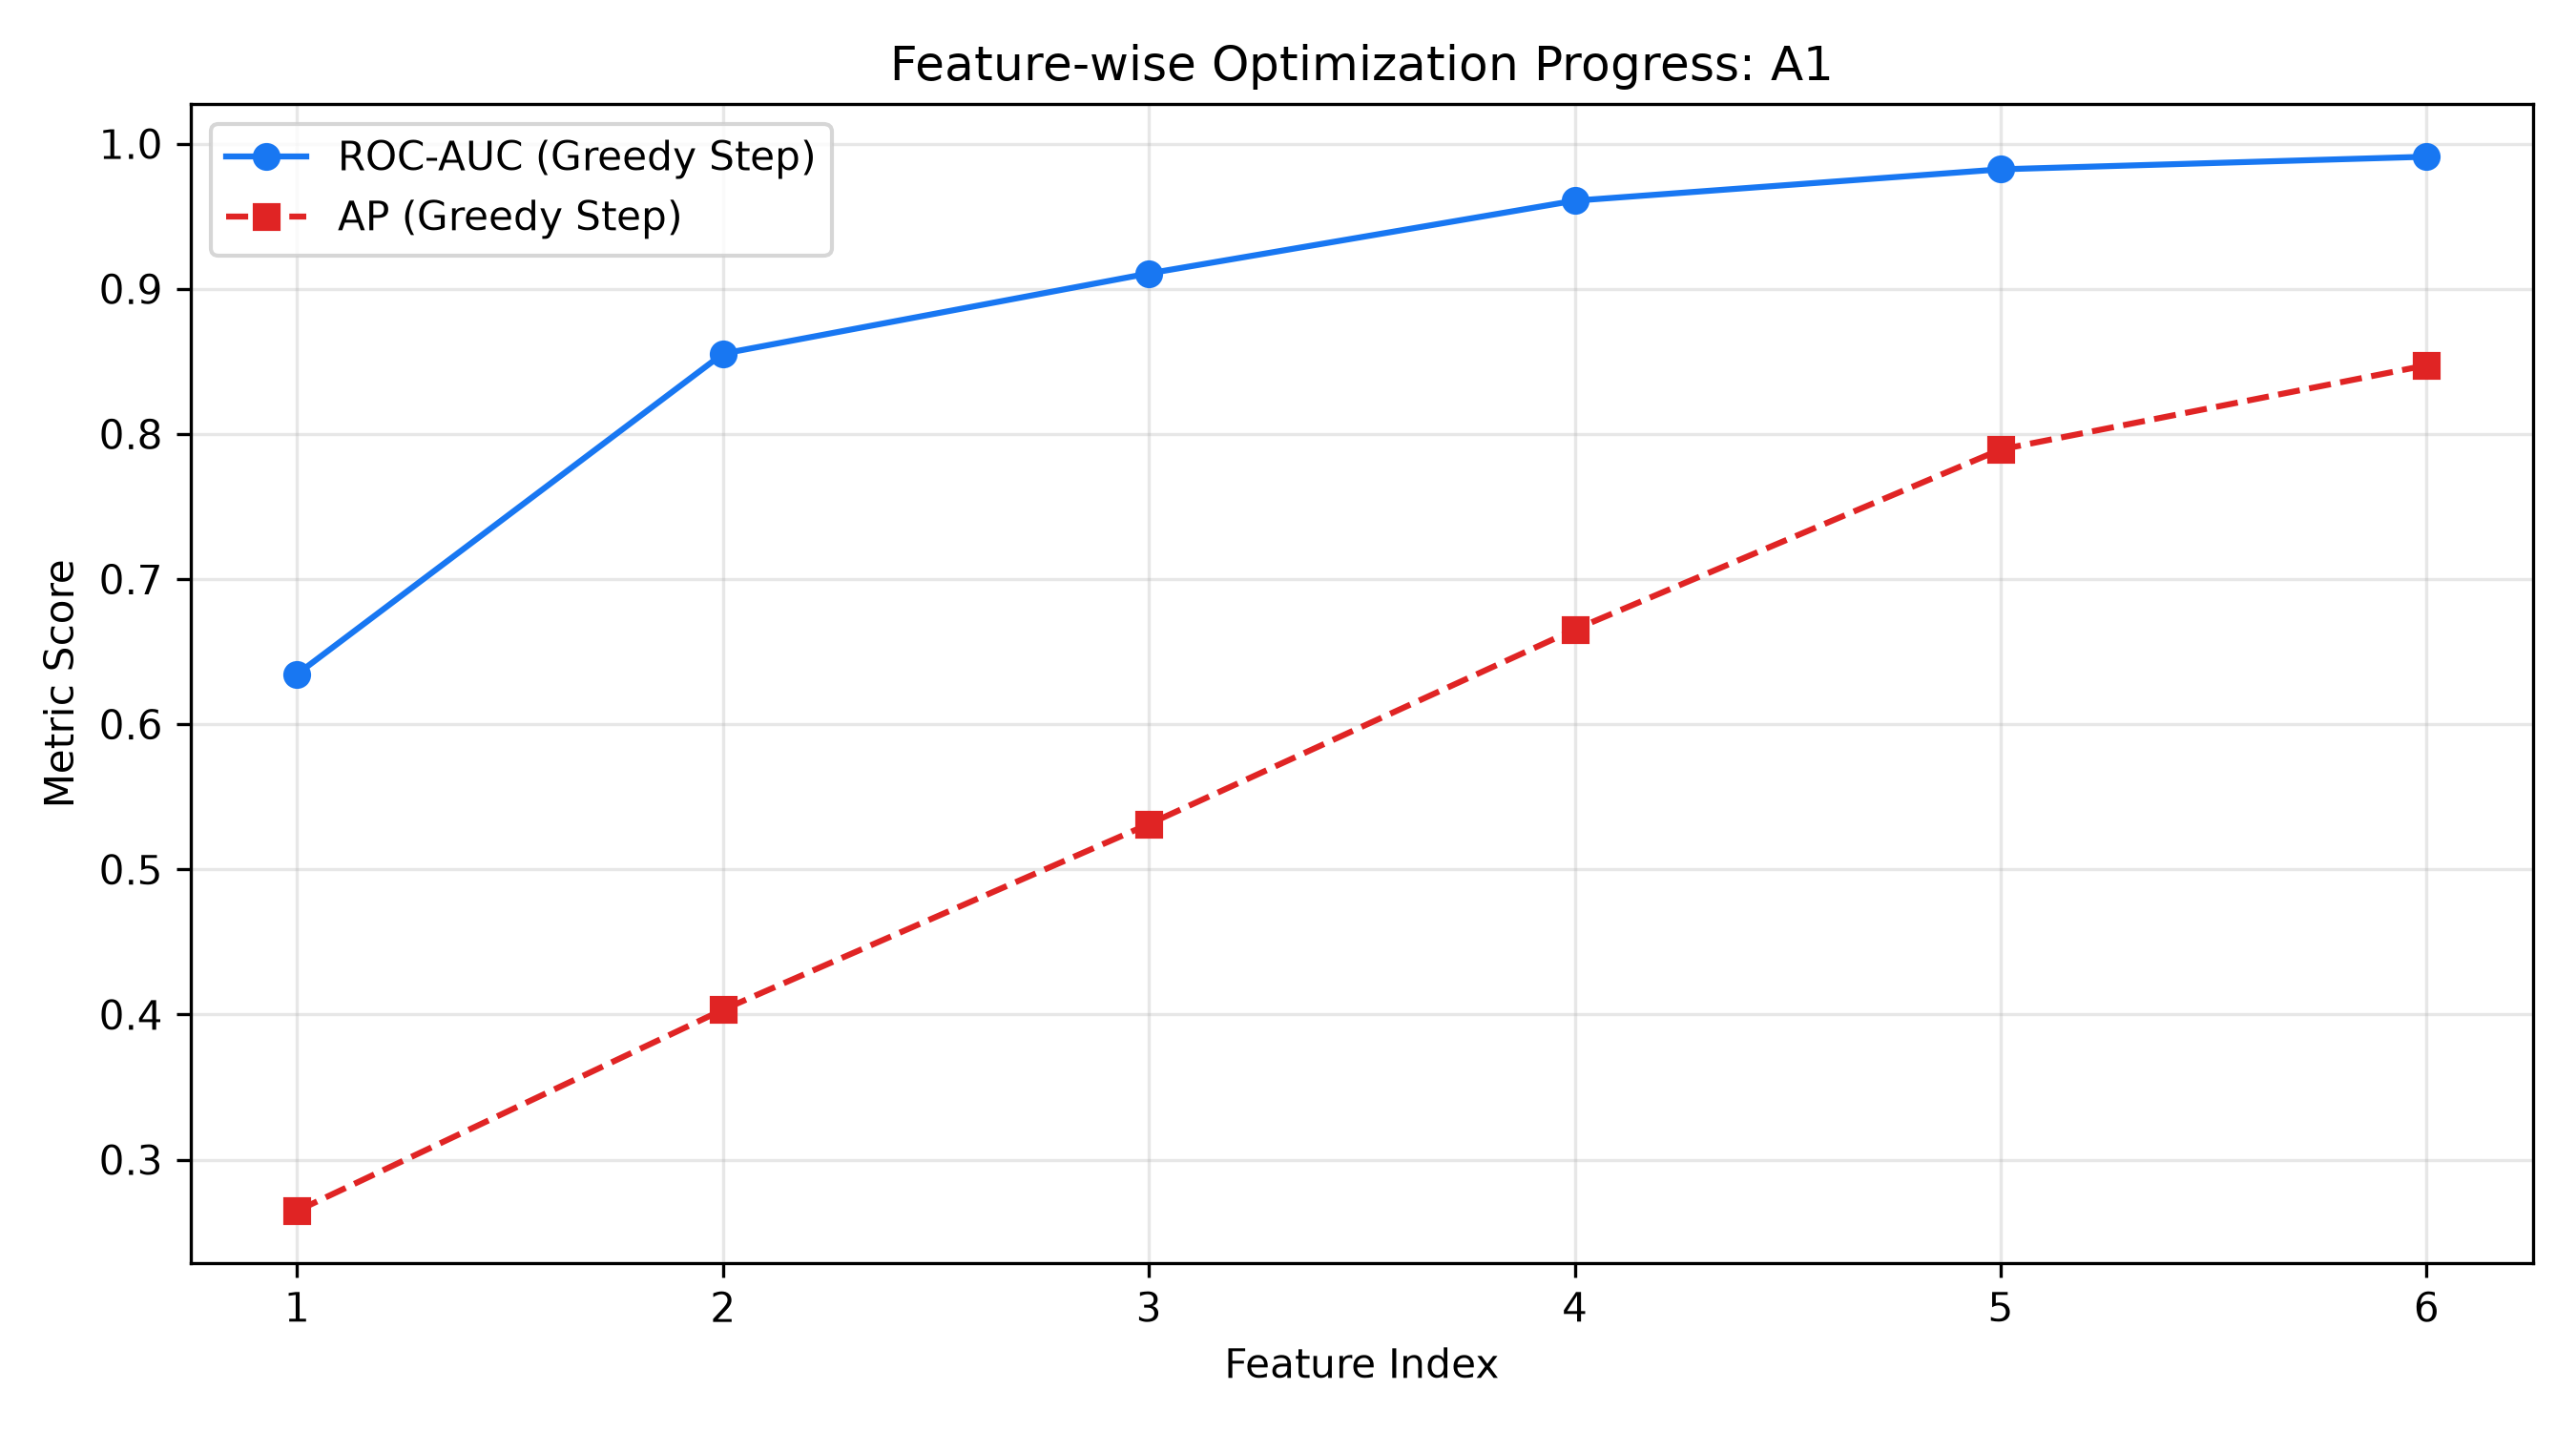 Feature-wise Optimization Progress: A1
ROC-AUC (Greedy Step)
AP (Greedy Step)
1.0
0.9
0.8
0.7
0.6
0.5
0.4
0.3
Metric Score
1 2 3 4 5 6
Feature Index